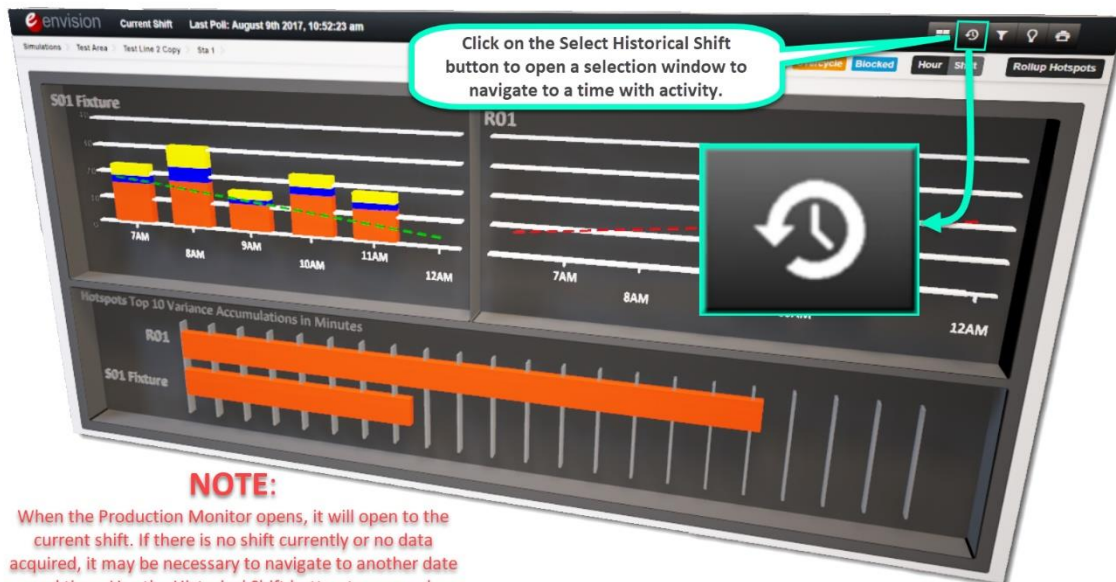 envision Current Shift Last Poll: August 9th 2017, 10:52:23 am
Simulations Test Area Test Line 2 Copy Sta 1
Click on the Select Historical Shift
button to open a selection window to
navigate to a time with activity.
Blocked Hour Rollup Hotspots
S01 Fixture
7AM
8AM
9AM
10AM
11AM
12AM
R01
7AM
8AM
12AM
Hotspots Top 10 Variance Accumulations in Minutes
R01
S01 Fixture
NOTE:
When the Production Monitor opens, it will open to the
current shift. If there is no shift currently or no data
acquired, it may be necessary to navigate to another date